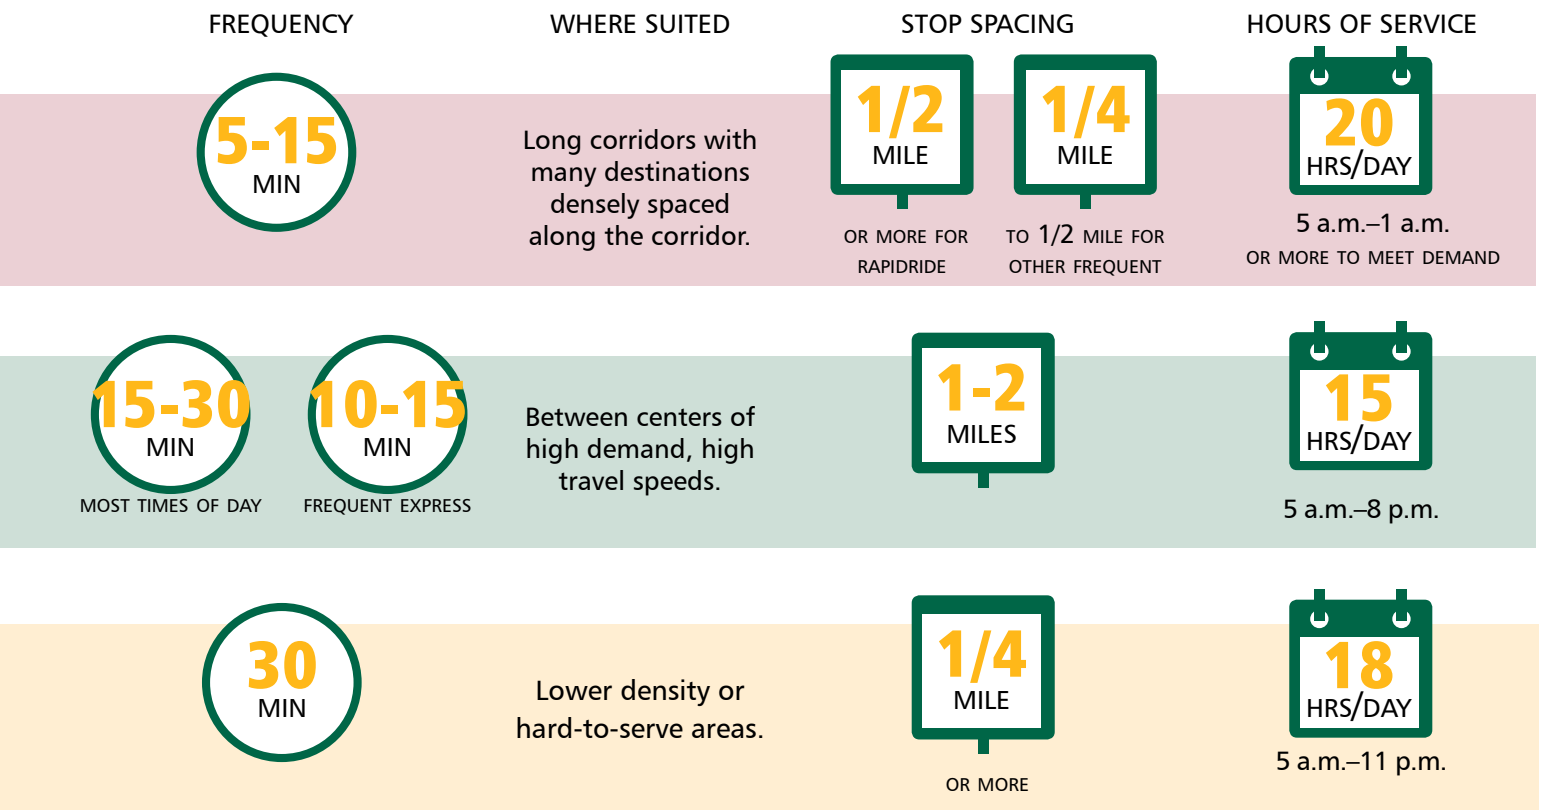 FREQUENCY
WHERE SUITED
STOP SPACING
HOURS OF SERVICE
5-15
MIN
Long corridors with
many destinations
densely spaced
along the corridor.
1/2
MILE
OR MORE FOR
RAPIDRIDE
1/4
MILE
TO 1/2 MILE FOR
OTHER FREQUENT
20
HRS/DAY
5 a.m.–1 a.m.
OR MORE TO MEET DEMAND
15-30
MIN
MOST TIMES OF DAY
10-15
MIN
FREQUENT EXPRESS
Between centers of
high demand, high
travel speeds.
1-2
MILES
15
HRS/DAY
5 a.m.–8 p.m.
30
MIN
Lower density or
hard-to-serve areas.
1/4
MILE
OR MORE
18
HRS/DAY
5 a.m.–11 p.m.